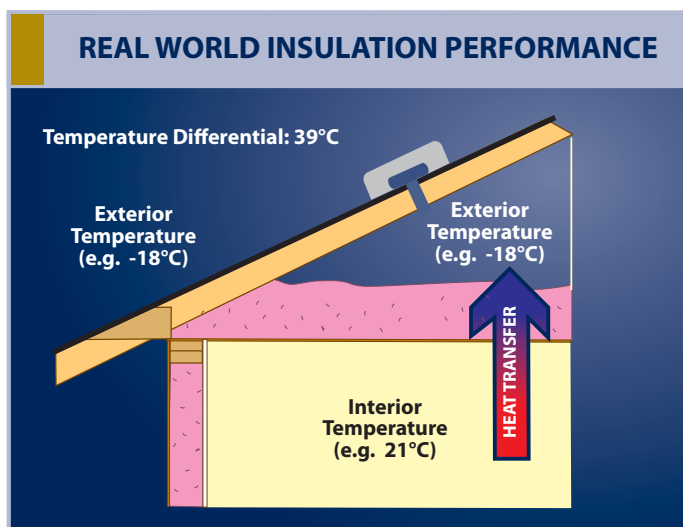 REAL WORLD INSULATION PERFORMANCE
Temperature Differential: 39°C
Exterior
Temperature
(e.g. -18°C)
Exterior
Temperature
(e.g. -18°C)
HEAT TRANSFER
Interior
Temperature
(e.g. 21°C)